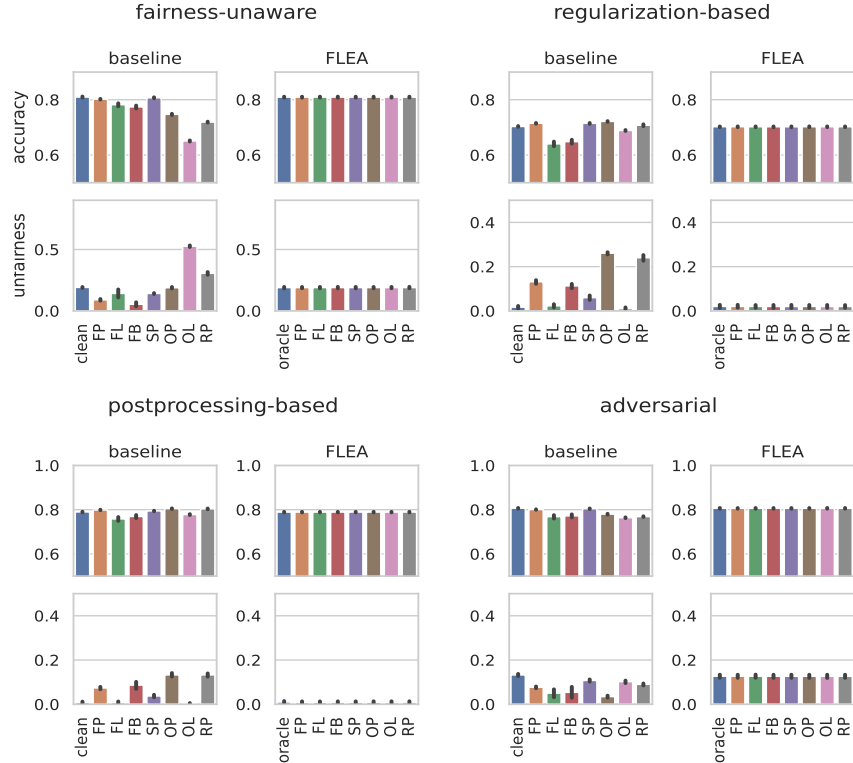 fairness-unaware regularization-based
baseline FLEA baseline FLEA
accuracy
0.8 0.8 0.8 0.8
0.6 0.6 0.6 0.6
unfairness
0.5 0.5 0.4 0.4
0.2 0.2
0.0 0.0 0.0 0.0
clean FP FL FB SP OP OL RP oracle FP FL FB SP OP OL RP clean FP FL FB SP OP OL RP oracle FP FL FB SP OP OL RP
postprocessing-based adversarial
baseline FLEA baseline FLEA
1.0 1.0 1.0 1.0
0.8 0.8 0.8 0.8
0.6 0.6 0.6 0.6
0.4 0.4 0.4 0.4
0.2 0.2 0.2 0.2
0.0 0.0 0.0 0.0
clean FP FL FB SP OP OL RP oracle FP FL FB SP OP OL RP clean FP FL FB SP OP OL RP oracle FP FL FB SP OP OL RP